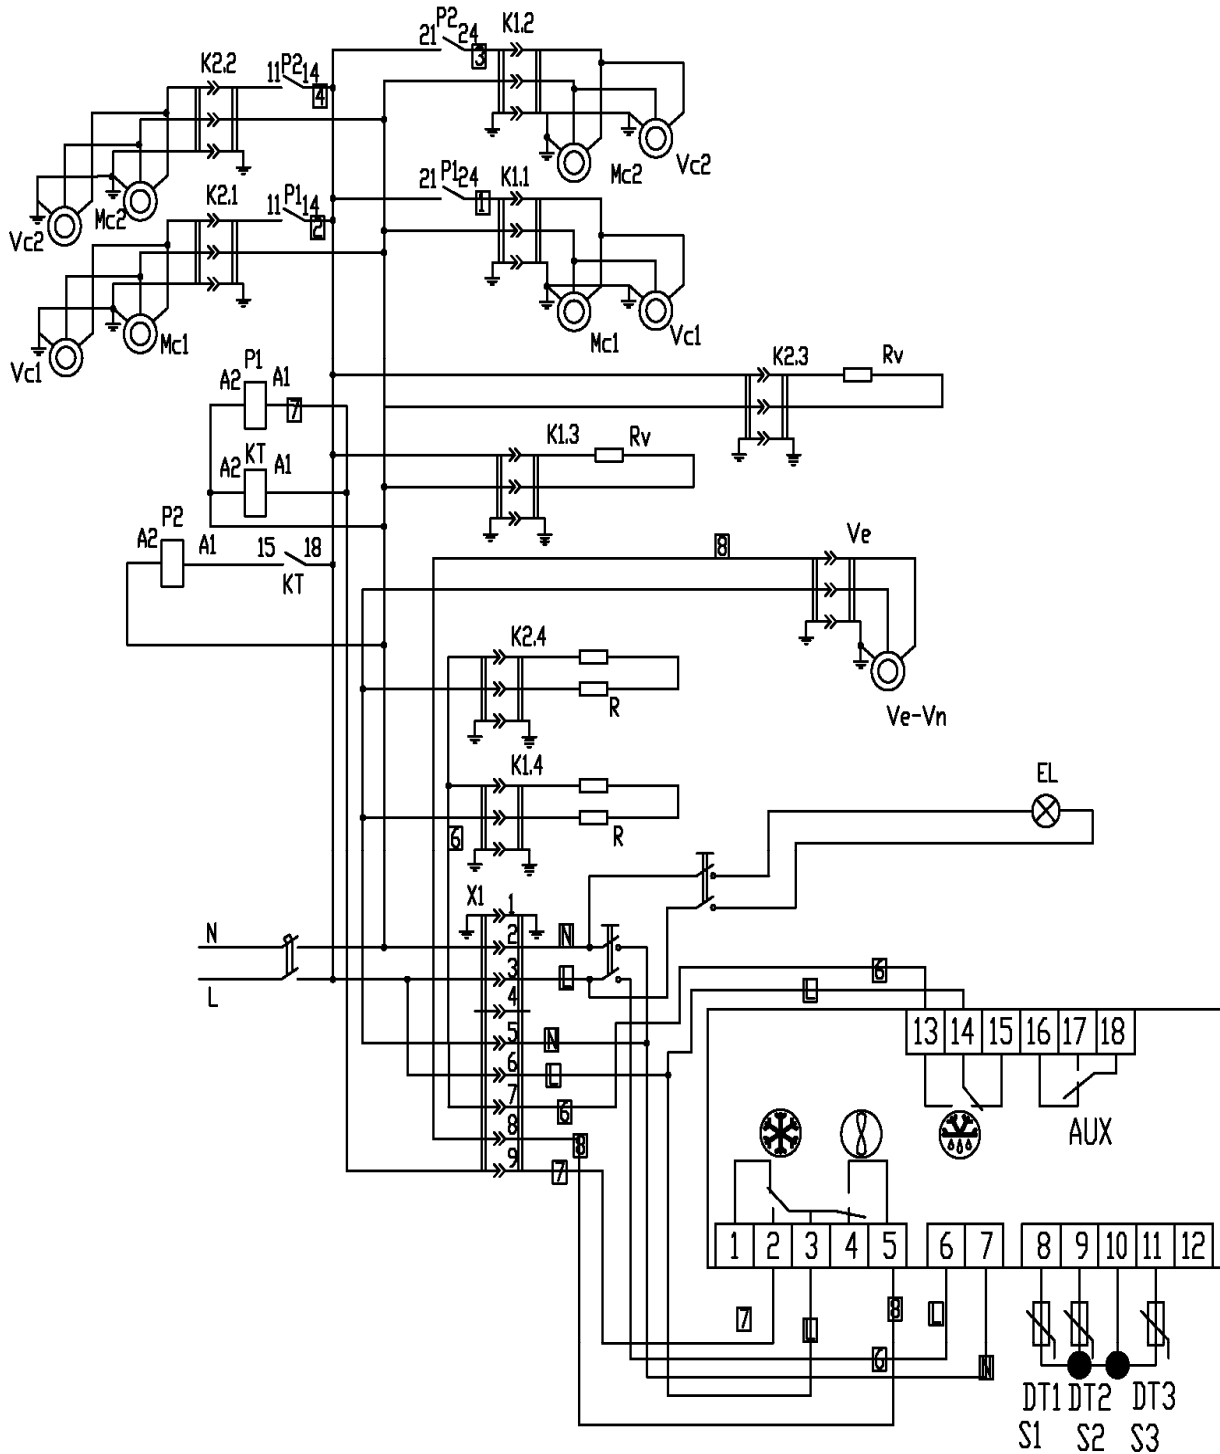 P2
21 24
3
K1.2
K2.2
11 P2 14
4
Mc2
Vc2
Mc2
Vc2
K2.1
11 P1 14
2
21 P1 24
1
K1.1
Mc1
Vc1
Mc1
Vc1
P1
A2 A1
7
K2.3
Rv
KT
A2 A1
K1.3
Rv
P2
A2 A1
15 18
KT
8
Ve
K2.4
R
Ve-Vn
K1.4
R
6
EL
X1
1
N
2
N
L
3
L
4
5
N
6
L
7
6
8
8
9
7
6
L
13 14 15 16 17 18
AUX
1 2 3 4 5 6 7 8 9 10 11 12
7
L
8
L
6
N
DT1 DT2 DT3
S1 S2 S3